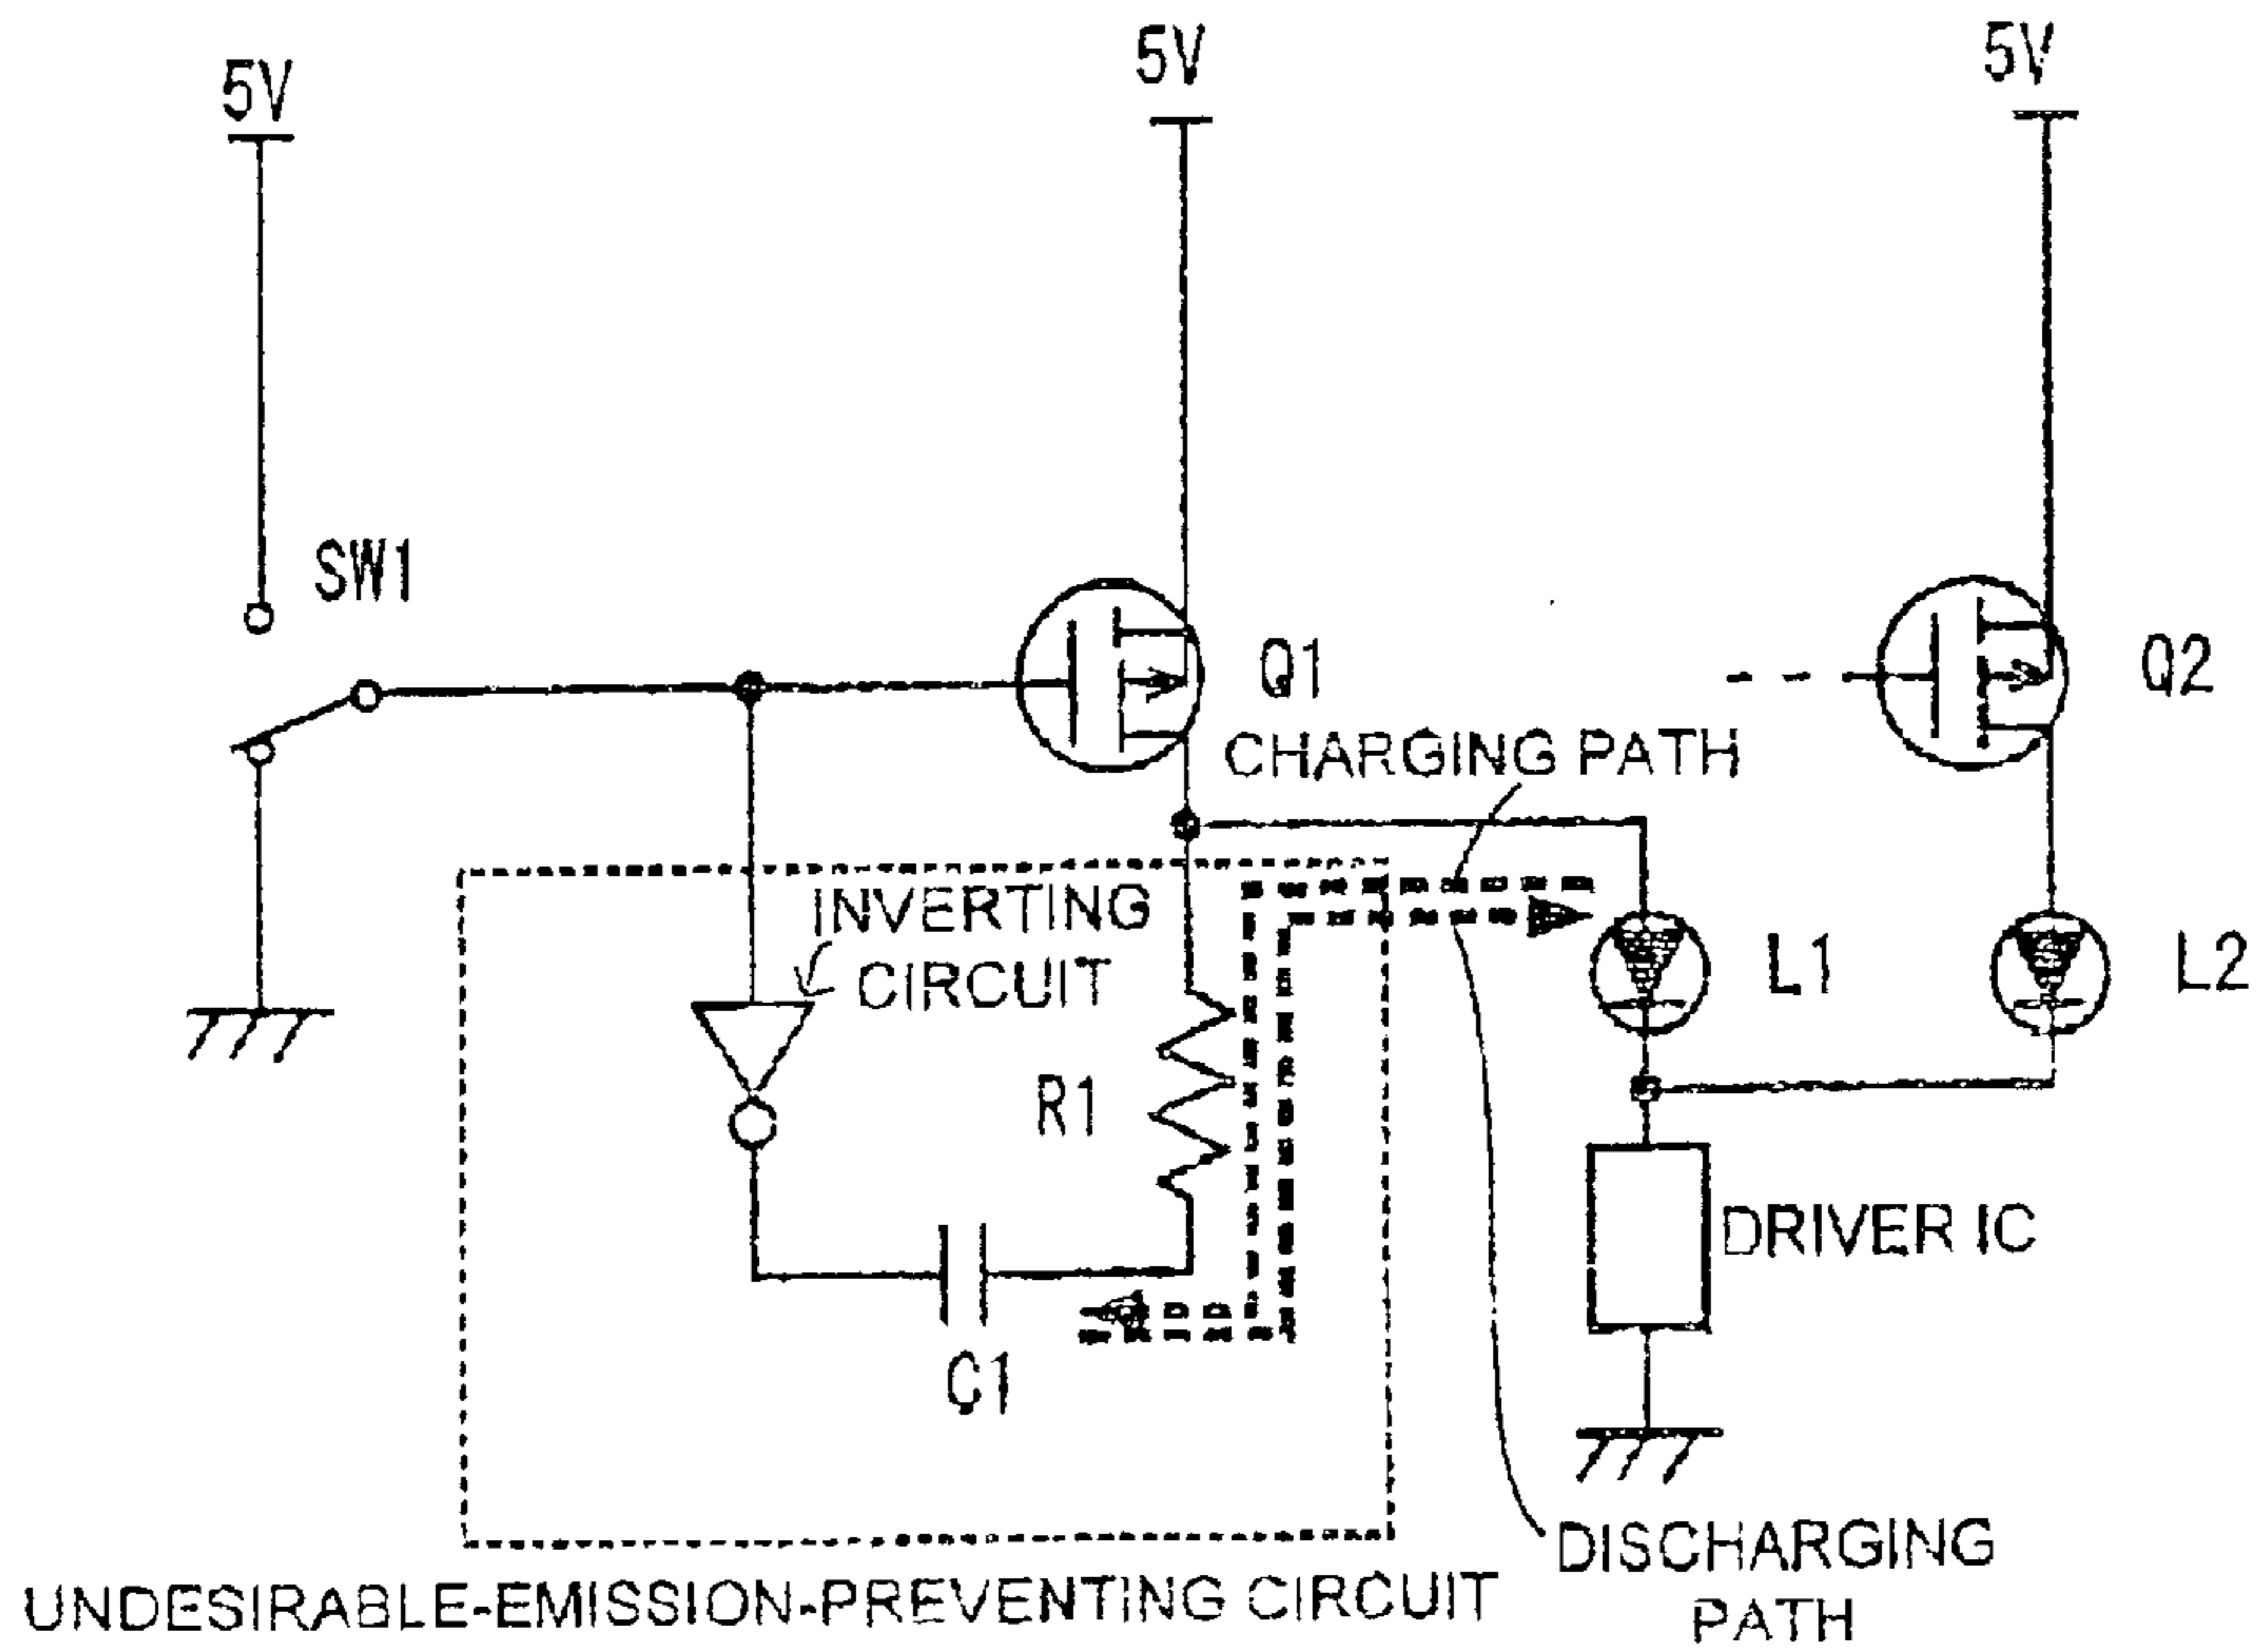 5V
5V
5V
SW1
Q1
Q2
CHARGING PATH
INVERTING
CIRCUIT
L1
L2
R1
DRIVER IC
C1
DISCHARGING
PATH
UNDESIRABLE-EMISSION-PREVENTING CIRCUIT